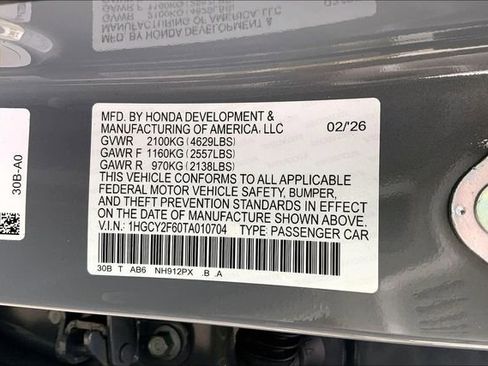 MFD. BY HONDA DEVELOPMENT &
MANUFACTURING OF AMERICA, LLC 02/'26
GVWR 2100KG (4629LBS)
GAWR F 1160KG (2557LBS)
GAWR R 970KG (2138LBS)
THIS VEHICLE CONFORMS TO ALL APPLICABLE
FEDERAL MOTOR VEHICLE SAFETY, BUMPER,
AND THEFT PREVENTION STANDARDS IN EFFECT
ON THE DATE OF MANUFACTURE SHOWN ABOVE.
V.I.N.: 1HGCY2F60TA010704 TYPE: PASSENGER CAR
30B T AB6 NH912PX .B .A
30B-A0